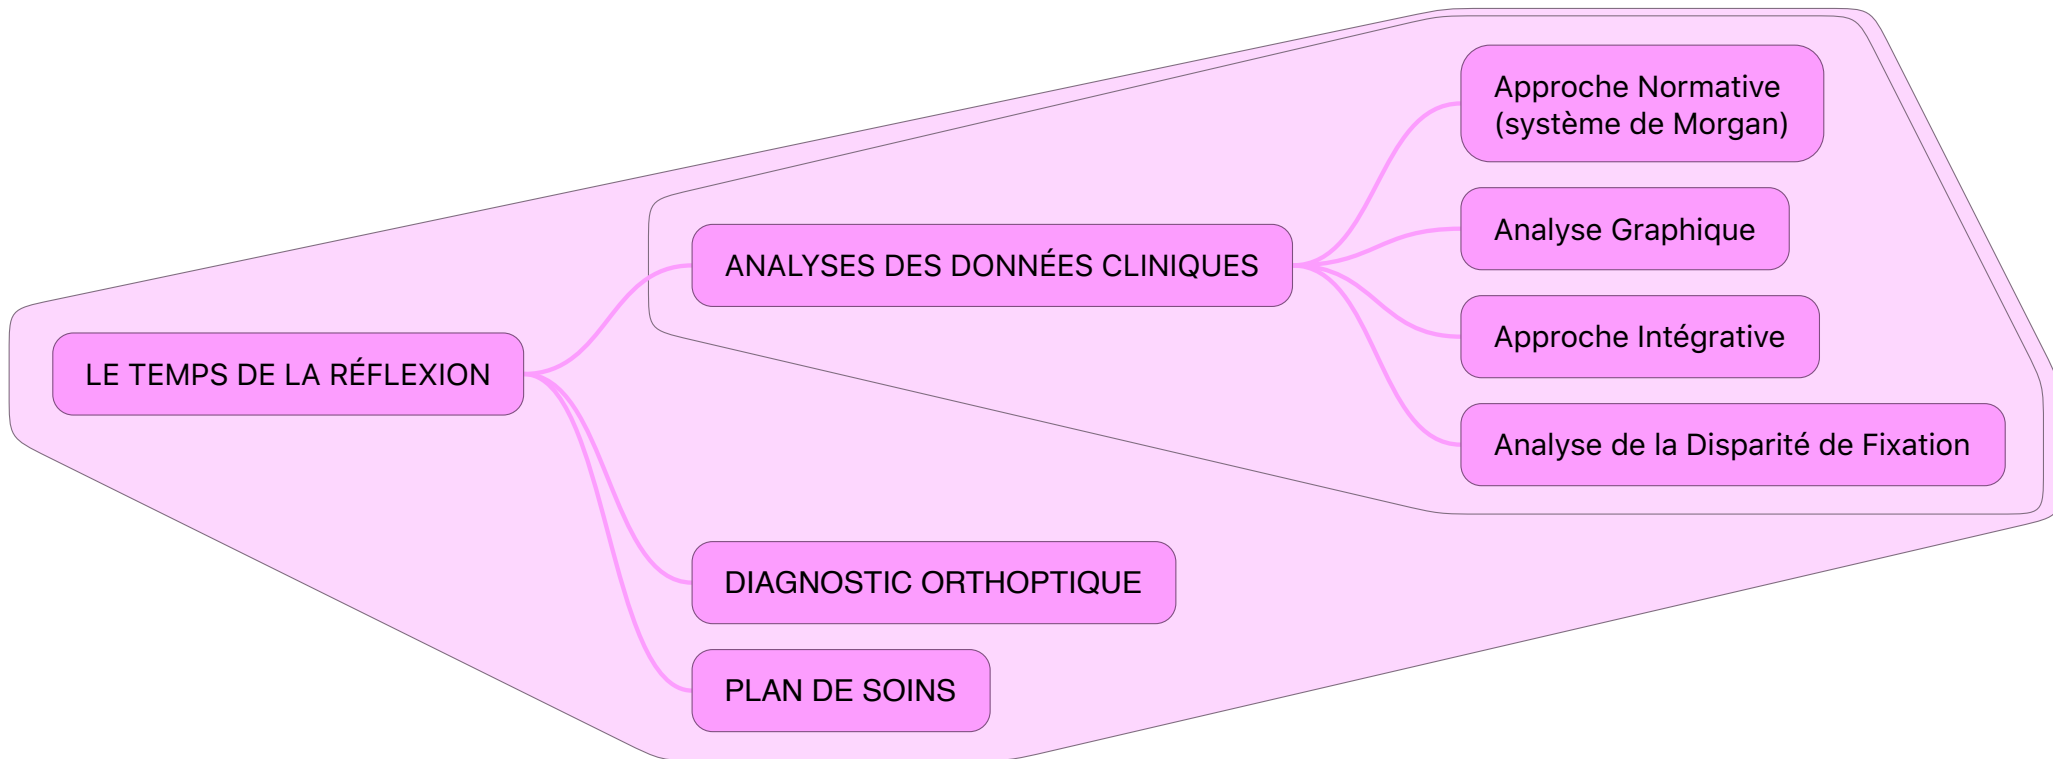 LE TEMPS DE LA RÉFLEXION
ANALYSES DES DONNÉES CLINIQUES
Approche Normative
(système de Morgan)
Analyse Graphique
Approche Intégrative
Analyse de la Disparité de Fixation
DIAGNOSTIC ORTHOPTIQUE
PLAN DE SOINS